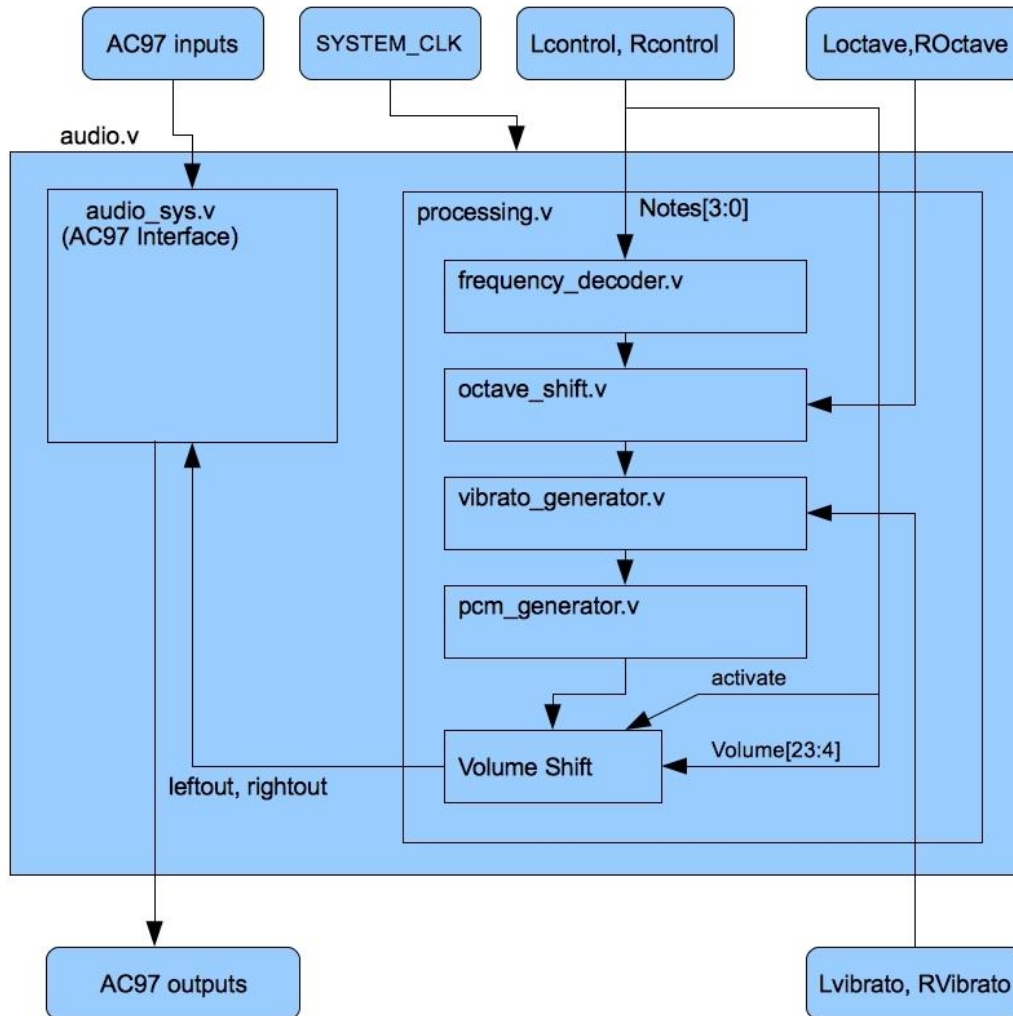 AC97 inputs
SYSTEM_CLK
Lcontrol, Rcontrol
Loctave,ROctave
audio.v
audio_sys.v
(AC97 Interface)
processing.v
Notes[3:0]
frequency_decoder.v
octave_shift.v
vibrato_generator.v
pcm_generator.v
activate
Volume[23:4]
Volume Shift
leftout, rightout
AC97 outputs
Lvibrato, RVibrato